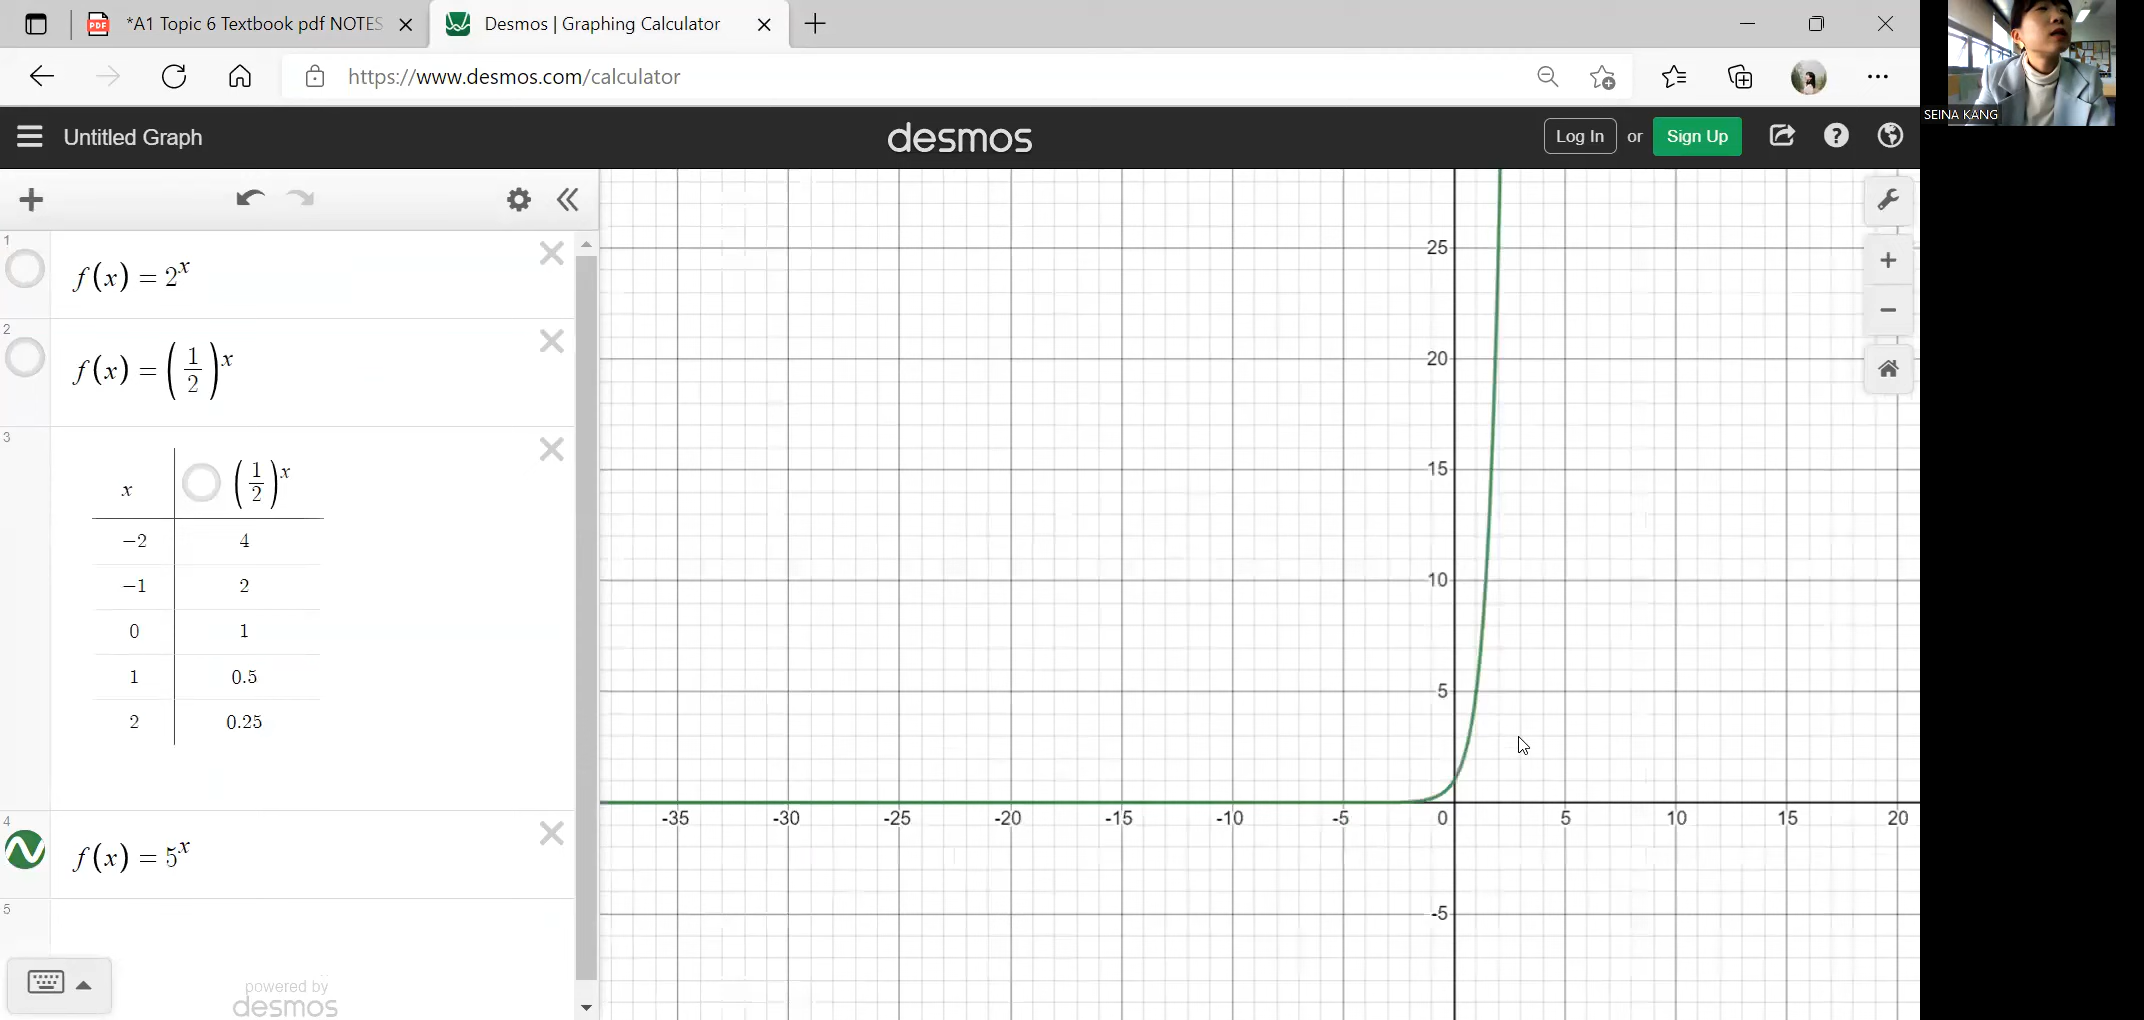 *A1 Topic 6 Textbook pdf NOTES
Desmos | Graphing Calculator
https://www.desmos.com/calculator
SEINA KANG
Untitled Graph
desmos
Log In or Sign Up
1
f(x) = 2^x
2
f(x) = (1/2)^x
3
x (1/2)^x
−2 4
−1 2
0 1
1 0.5
2 0.25
4
f(x) = 5^x
5
powered by
desmos
25
20
15
10
5
-35 -30 -25 -20 -15 -10 -5 0 5 10 15 20
-5